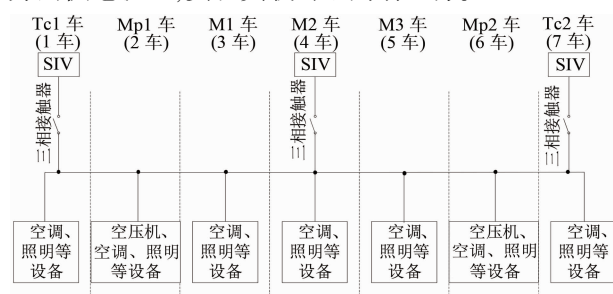 Tc1 车 Mp1 车 M1 车 M2 车 M3 车 Mp2 车 Tc2 车
(1 车) (2 车) (3 车) (4 车) (5 车) (6 车) (7 车)
SIV SIV SIV
三相接触器 三相接触器 三相接触器
空调、 空压机、 空调、 空调、 空调、 空压机、 空调、
照明等 空调、照明 照明等 照明等 照明等 空调、照明 照明等
设备 等设备 设备 设备 设备 等设备 设备